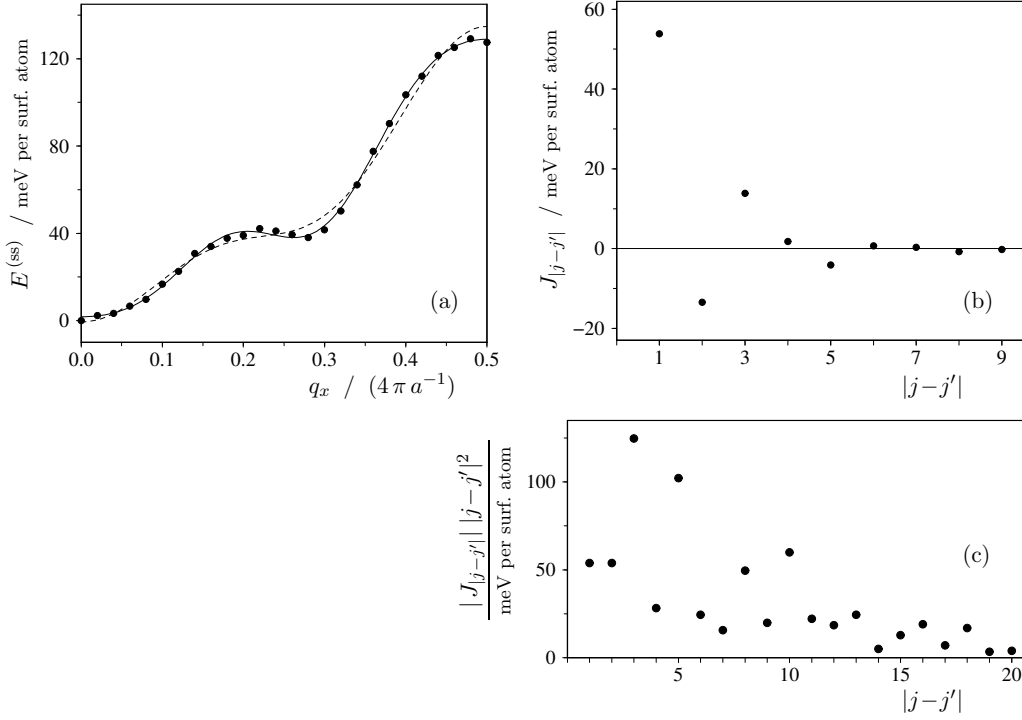 120
80
40
0
E^(ss) / meV per surf. atom
(a)
0.0 0.1 0.2 0.3 0.4 0.5
q_x / (4 π a^−1)
60
40
20
0
−20
J_|j−j′| / meV per surf. atom
(b)
1 3 5 7 9
|j−j′|
100
50
0
|J_|j−j′|| |j−j′|^2
meV per surf. atom
(c)
5 10 15 20
|j−j′|